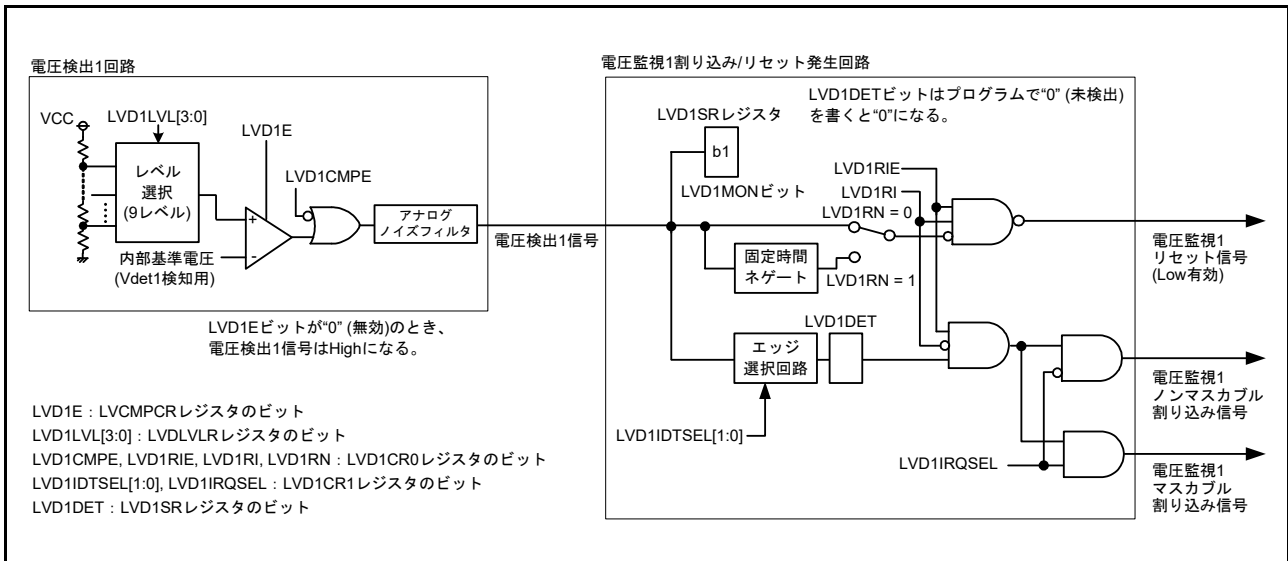 電圧検出1回路
VCC
LVD1LVL[3:0]
LVD1E
レベル
選択
(9レベル)
LVD1CMPE
+
-
アナログ
ノイズフィルタ
内部基準電圧
(Vdet1検知用)
電圧検出1信号
LVD1Eビットが“0” (無効)のとき、
電圧検出1信号はHighになる。
電圧監視1割り込み/リセット発生回路
LVD1DETビットはプログラムで“0” (未検出)
を書くと“0”になる。
LVD1SRレジスタ
b1
LVD1MONビット
LVD1RIE
LVD1RI
LVD1RN = 0
固定時間
ネゲート
LVD1RN = 1
電圧監視1
リセット信号
(Low有効)
LVD1DET
エッジ
選択回路
LVD1IDTSEL[1:0]
電圧監視1
ノンマスカブル
割り込み信号
LVD1IRQSEL
電圧監視1
マスカブル
割り込み信号
LVD1E : LVCMPCRレジスタのビット
LVD1LVL[3:0] : LVDLVLRレジスタのビット
LVD1CMPE, LVD1RIE, LVD1RI, LVD1RN : LVD1CR0レジスタのビット
LVD1IDTSEL[1:0], LVD1IRQSEL : LVD1CR1レジスタのビット
LVD1DET : LVD1SRレジスタのビット